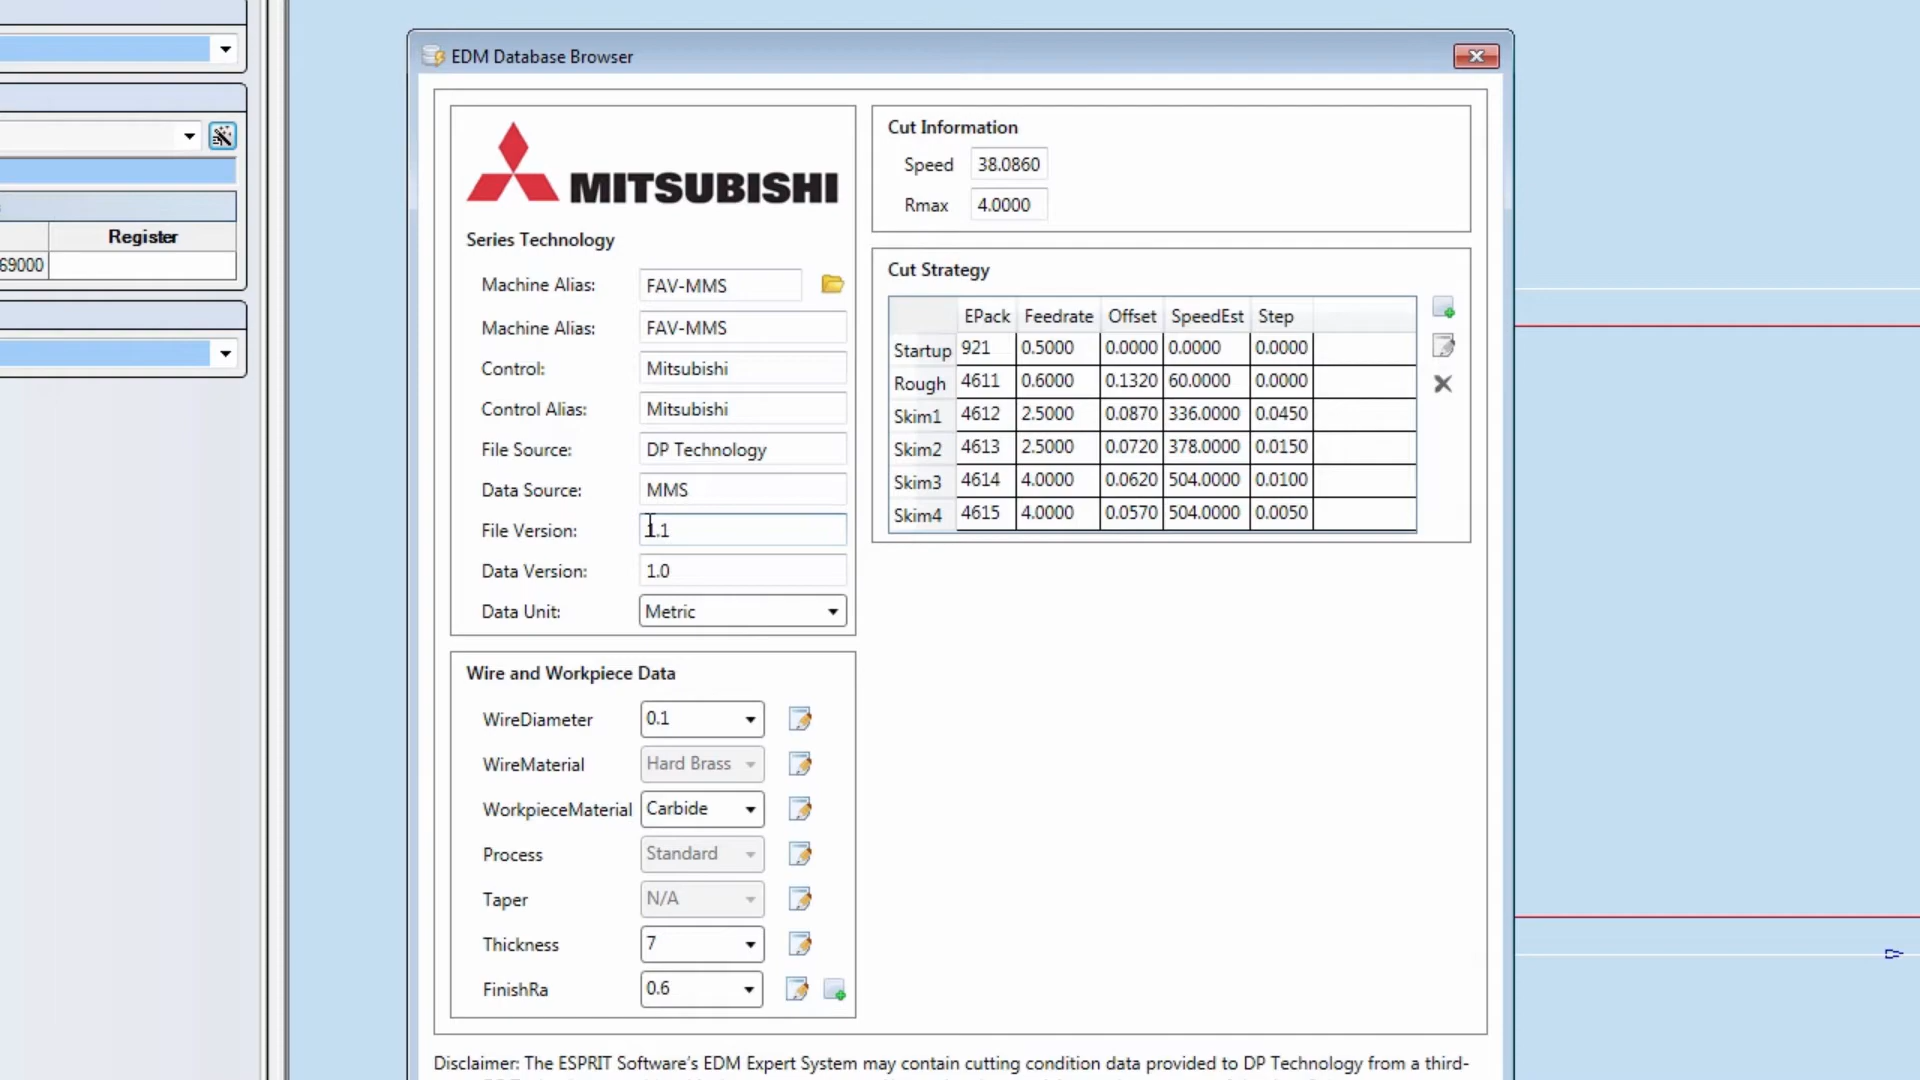 EDM Database Browser
MITSUBISHI
Series Technology
Machine Alias: FAV-MMS
Machine Alias: FAV-MMS
Control: Mitsubishi
Control Alias: Mitsubishi
File Source: DP Technology
Data Source: MMS
File Version: 1.1
Data Version: 1.0
Data Unit: Metric
Wire and Workpiece Data
WireDiameter 0.1
WireMaterial Hard Brass
WorkpieceMaterial Carbide
Process Standard
Taper N/A
Thickness 7
FinishRa 0.6
Cut Information
Speed 38.0860
Rmax 4.0000
Cut Strategy
EPack Feedrate Offset SpeedEst Step
Startup 921 0.5000 0.0000 0.0000 0.0000
Rough 4611 0.6000 0.1320 60.0000 0.0000
Skim1 4612 2.5000 0.0870 336.0000 0.0450
Skim2 4613 2.5000 0.0720 378.0000 0.0150
Skim3 4614 4.0000 0.0620 504.0000 0.0100
Skim4 4615 4.0000 0.0570 504.0000 0.0050
Register
69000
Disclaimer: The ESPRIT Software's EDM Expert System may contain cutting condition data provided to DP Technology from a third-